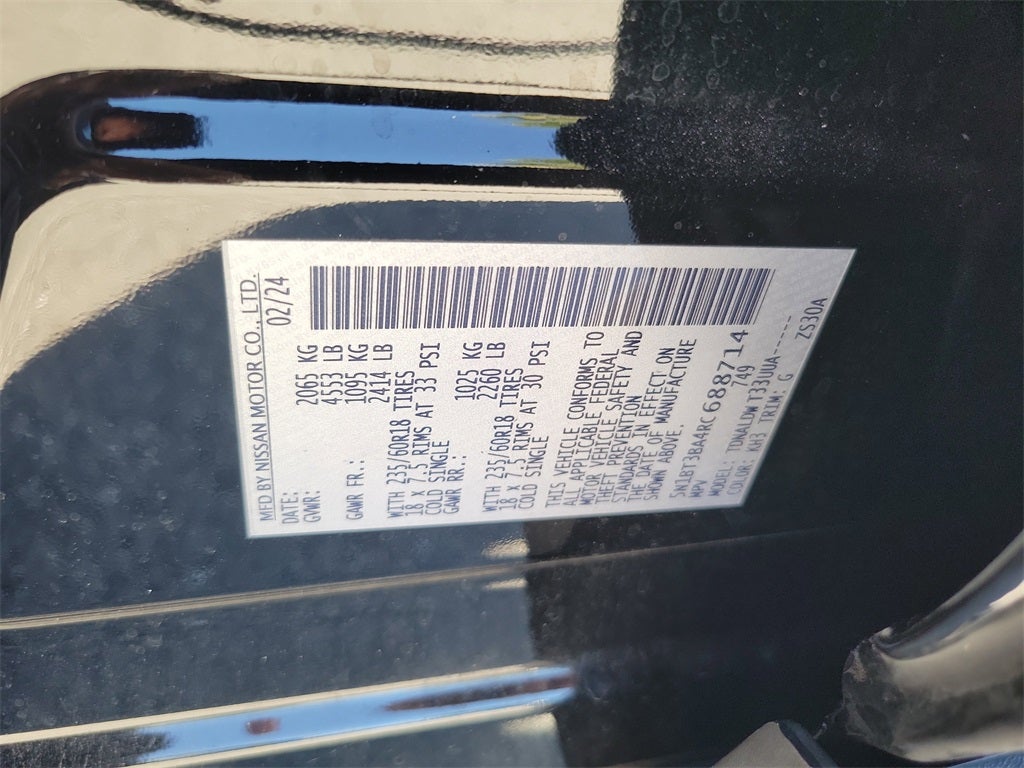 MFD BY NISSAN MOTOR CO., LTD.
DATE: 02/24
GVWR: 2065 KG
4553 LB
GAWR FR.: 1095 KG
2414 LB
WITH 235/60R18 TIRES
18 X 7.5 RIMS AT 33 PSI
COLD SINGLE
GAWR RR.: 1025 KG
2260 LB
WITH 235/60R18 TIRES
18 X 7.5 RIMS AT 30 PSI
COLD SINGLE
THIS VEHICLE CONFORMS TO
ALL APPLICABLE FEDERAL
MOTOR VEHICLE SAFETY AND
THEFT PREVENTION
STANDARDS IN EFFECT ON
THE DATE OF MANUFACTURE
SHOWN ABOVE.
5N1BT3BA4RC688714
MPV 749
MODEL: TDNALDW T33UUA-----
COLOR: KH3 TRIM: G ZS30A